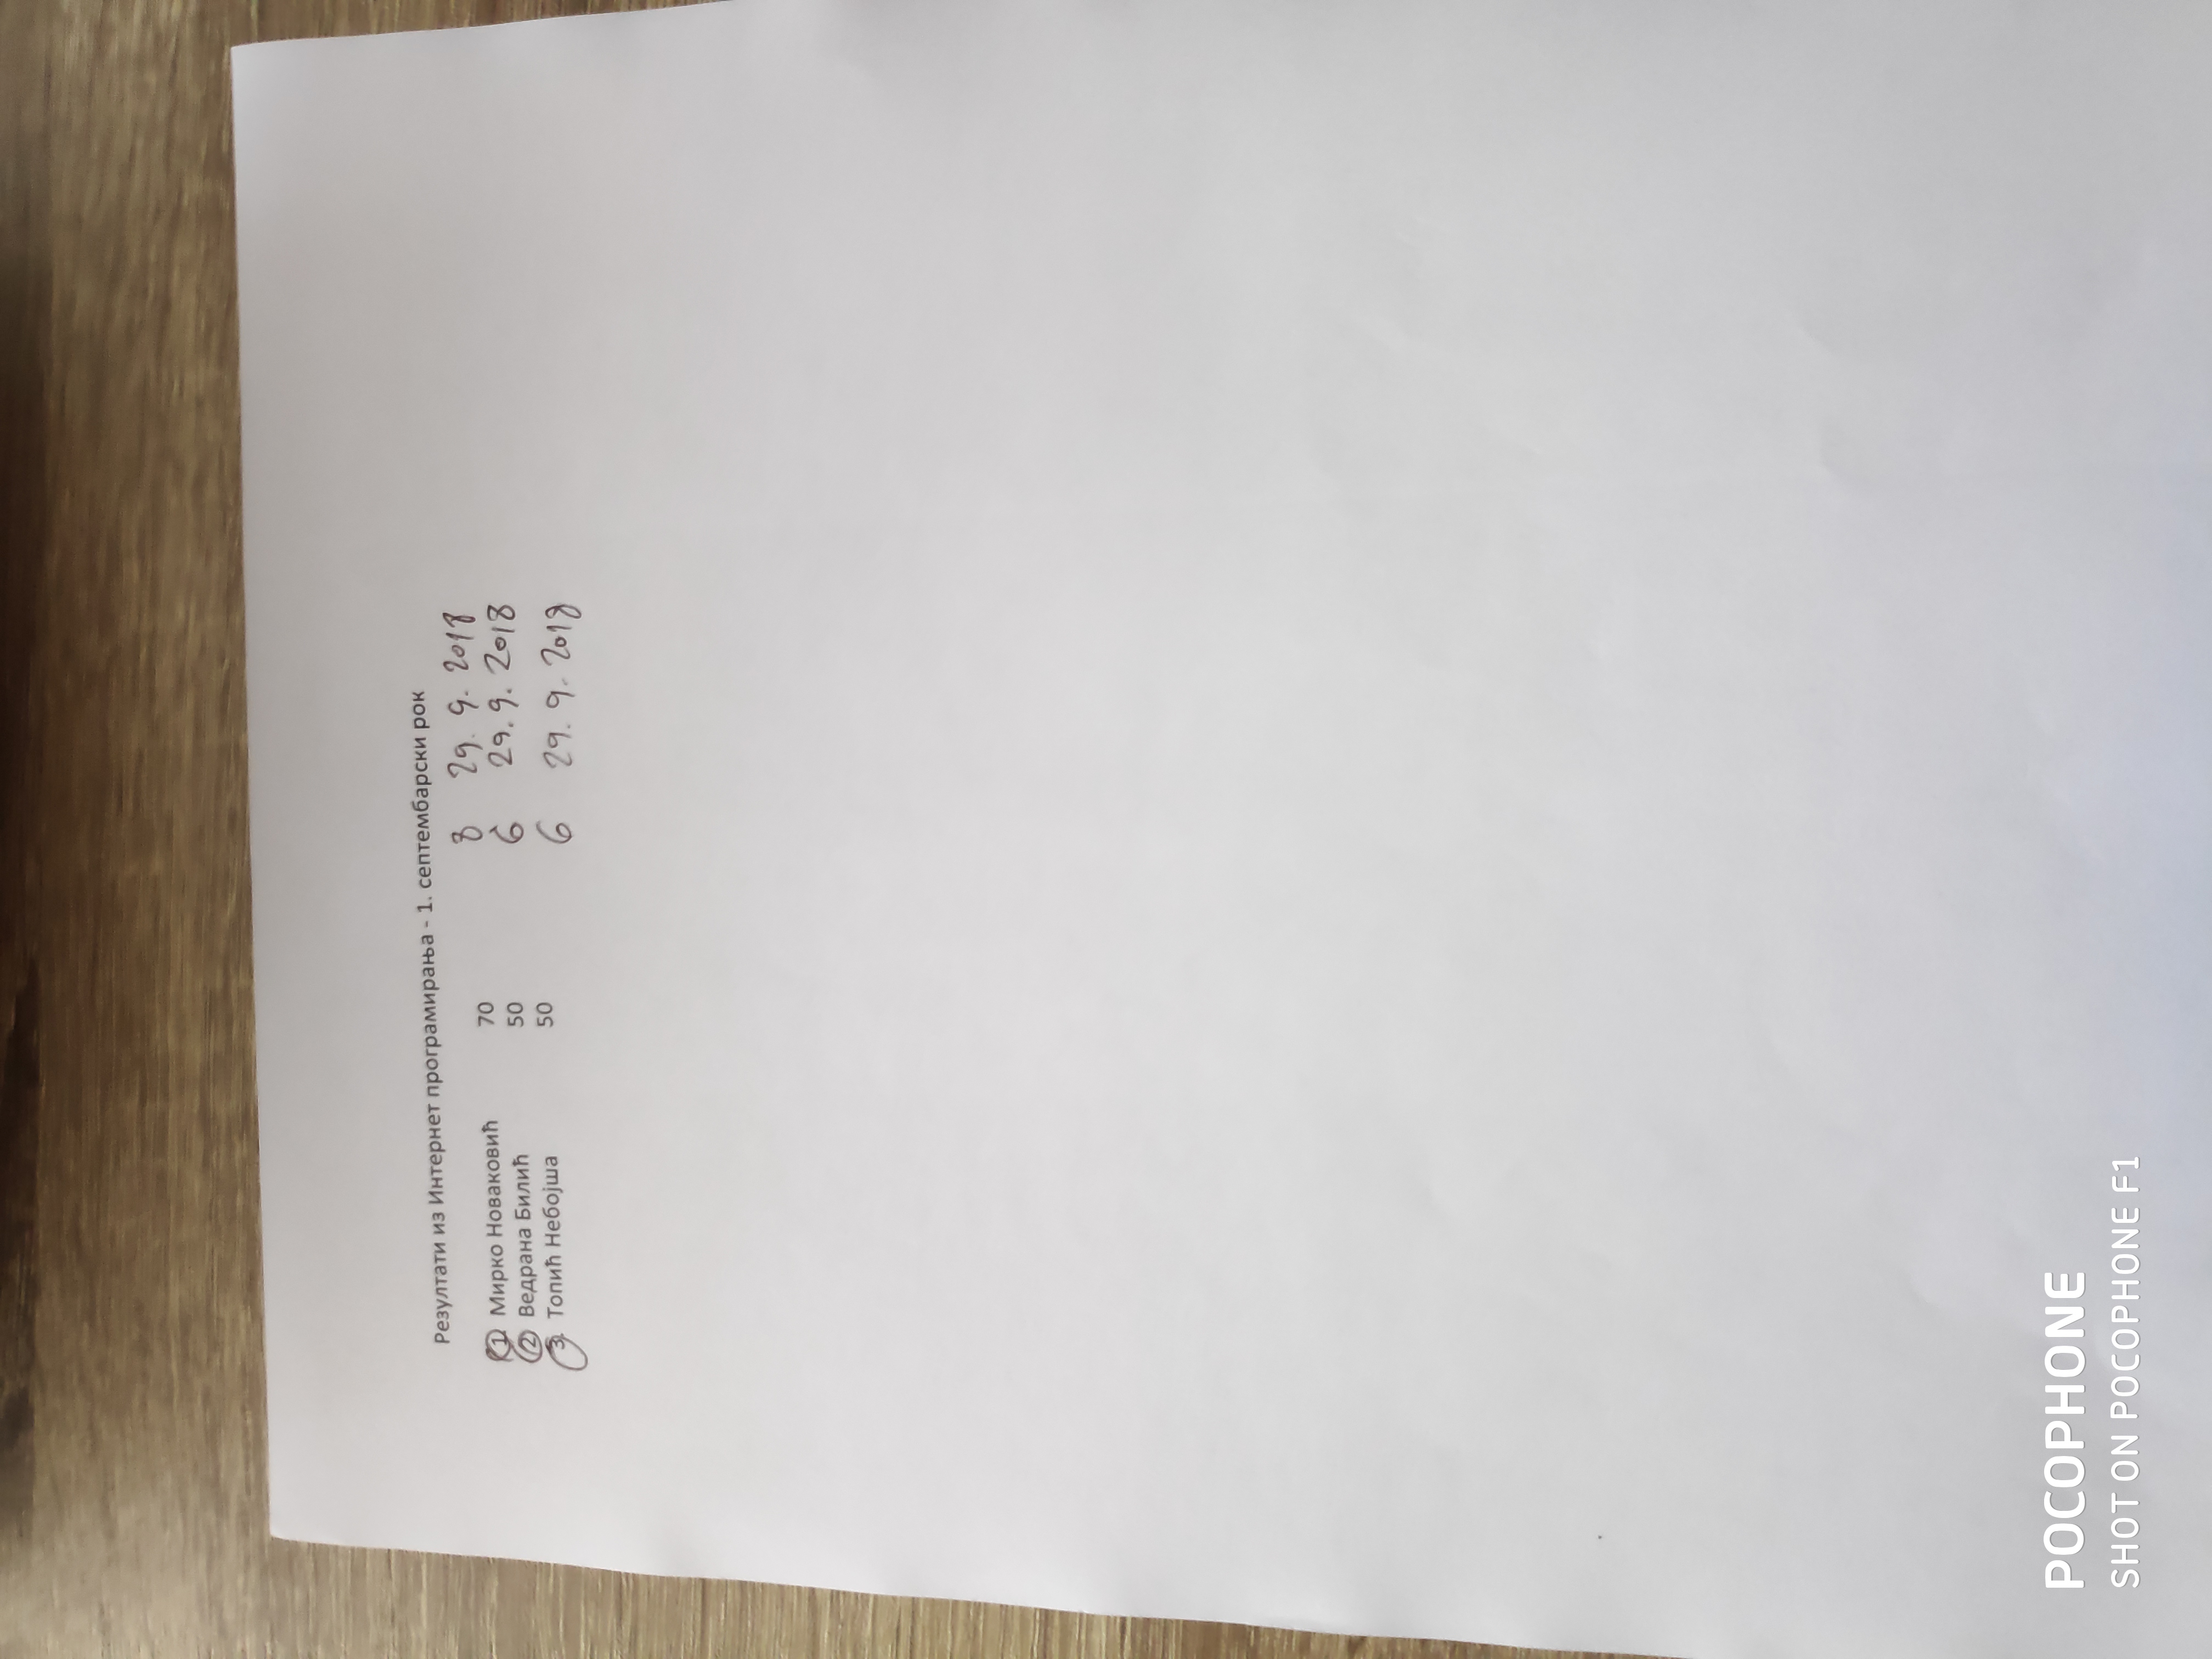 Резултати из Интернет програмирања - 1. септембарски рок
1. Мирко Новаковић 70 8 29. 9. 2018
2. Ведрана Билић 50 6 29. 9. 2018
3. Топић Небојша 50 6 29. 9. 2018
POCOPHONE
SHOT ON POCOPHONE F1